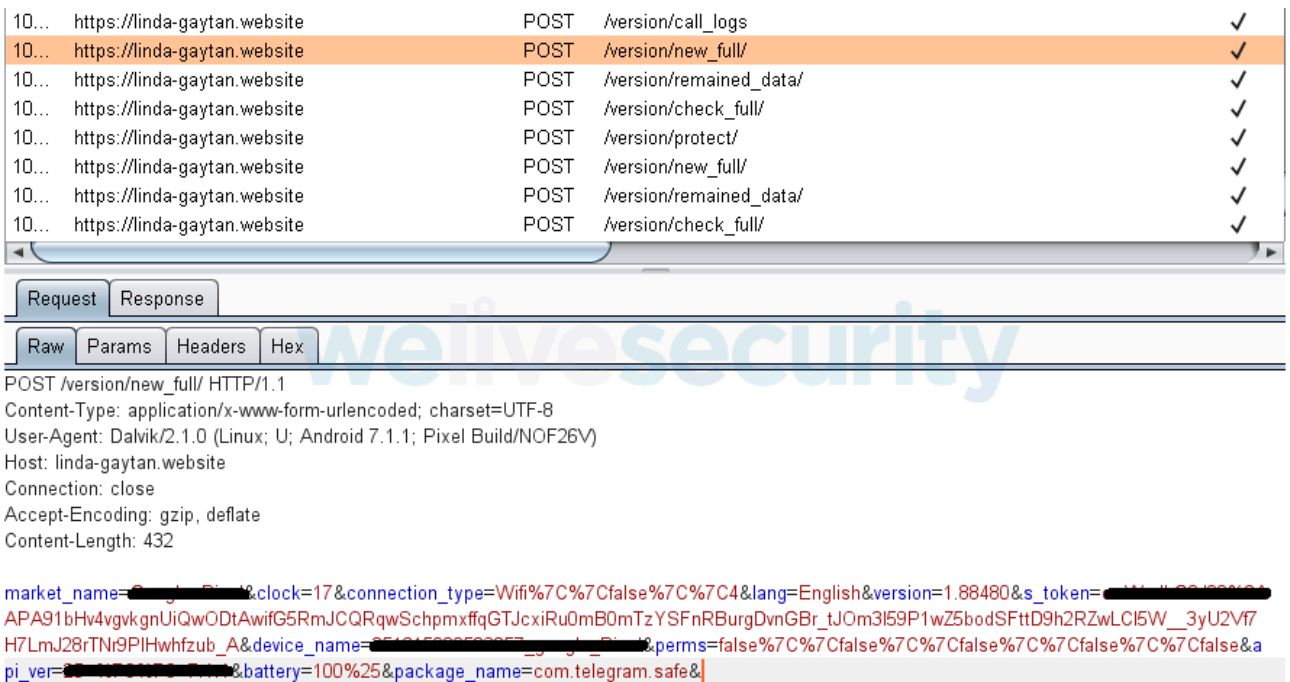 10... https://linda-gaytan.website POST /version/call_logs ✓
10... https://linda-gaytan.website POST /version/new_full/ ✓
10... https://linda-gaytan.website POST /version/remained_data/ ✓
10... https://linda-gaytan.website POST /version/check_full/ ✓
10... https://linda-gaytan.website POST /version/protect/ ✓
10... https://linda-gaytan.website POST /version/new_full/ ✓
10... https://linda-gaytan.website POST /version/remained_data/ ✓
10... https://linda-gaytan.website POST /version/check_full/ ✓
Request Response
welivesecurity
Raw Params Headers Hex
POST /version/new_full/ HTTP/1.1
Content-Type: application/x-www-form-urlencoded; charset=UTF-8
User-Agent: Dalvik/2.1.0 (Linux; U; Android 7.1.1; Pixel Build/NOF26V)
Host: linda-gaytan.website
Connection: close
Accept-Encoding: gzip, deflate
Content-Length: 432
market_name= &clock=17&connection_type=Wifi%7C%7Cfalse%7C%7C4&lang=English&version=1.88480&s_token=
APA91bHv4vgvkgnUiQwODtAwifG5RmJCQRqwSchpmxffqGTJcxiRu0mB0mTzYSFnRBurgDvnGBr_tJOm3I59P1wZ5bodSFttD9h2RZwLCI5W__3yU2Vf7
H7LmJ28rTNr9PIHwhfzub_A&device_name= &perms=false%7C%7Cfalse%7C%7Cfalse%7C%7Cfalse%7C%7Cfalse&a
pi_ver= &battery=100%25&package_name=com.telegram.safe&